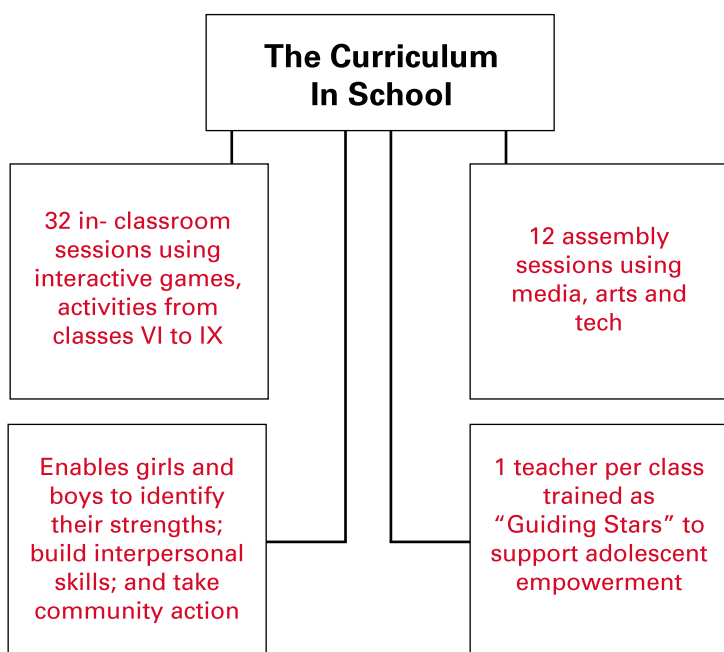 The Curriculum
In School
32 in- classroom
sessions using
interactive games,
activities from
classes VI to IX
12 assembly
sessions using
media, arts and
tech
Enables girls and
boys to identify
their strengths;
build interpersonal
skills; and take
community action
1 teacher per class
trained as
“Guiding Stars” to
support adolescent
empowerment